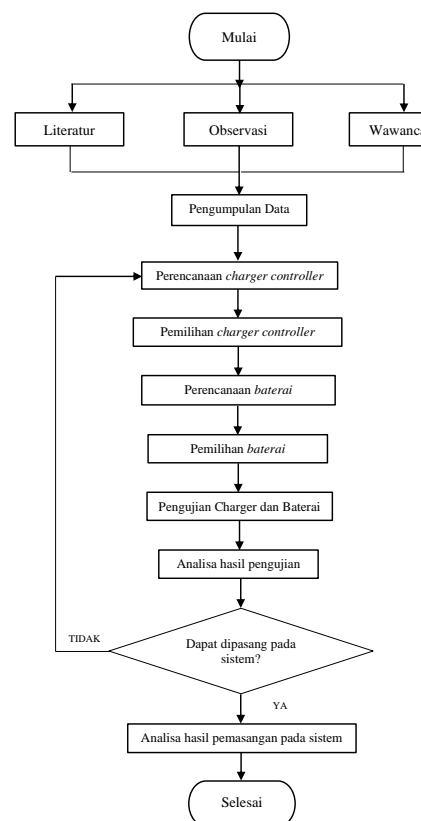 Mulai
Literatur
Observasi
Pengumpulan Data
Perencanaan charger controller
Pemilihan charger controller
Perencanaan baterai
Pemilihan baterai
Pengujian Charger dan Baterai
Analisa hasil pengujian
TIDAK
Dapat dipasang pada
sistem?
YA
Analisa hasil pemasangan pada sistem
Selesai